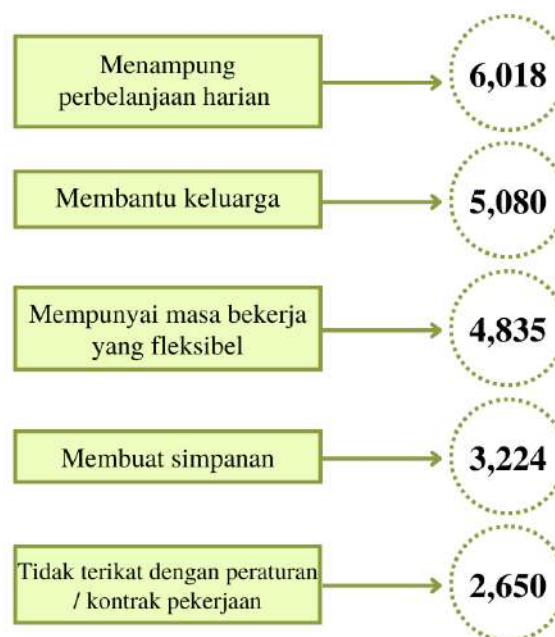 Menampung
perbelanjaan harian
6,018
Membantu keluarga
5,080
Mempunyai masa bekerja
yang fleksibel
4,835
Membuat simpanan
3,224
Tidak terikat dengan peraturan
/ kontrak pekerjaan
2,650